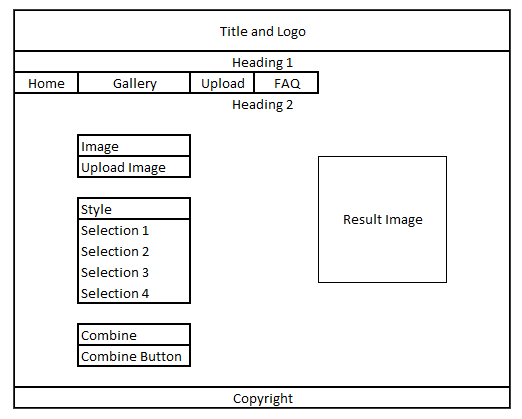 Title and Logo
Heading 1
Home Gallery Upload FAQ
Heading 2
Image
Upload Image
Style
Selection 1
Selection 2
Selection 3
Selection 4
Result Image
Combine
Combine Button
Copyright